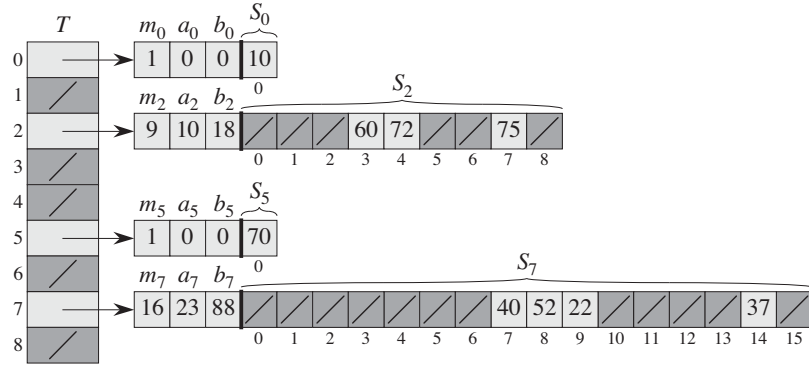 T
m₀ a₀ b₀ S₀
0 1 0 0 10
0
1
m₂ a₂ b₂ S₂
2 9 10 18 60 72 75
0 1 2 3 4 5 6 7 8
3
4
m₅ a₅ b₅ S₅
5 1 0 0 70
0
6
m₇ a₇ b₇ S₇
7 16 23 88 40 52 22 37
0 1 2 3 4 5 6 7 8 9 10 11 12 13 14 15
8